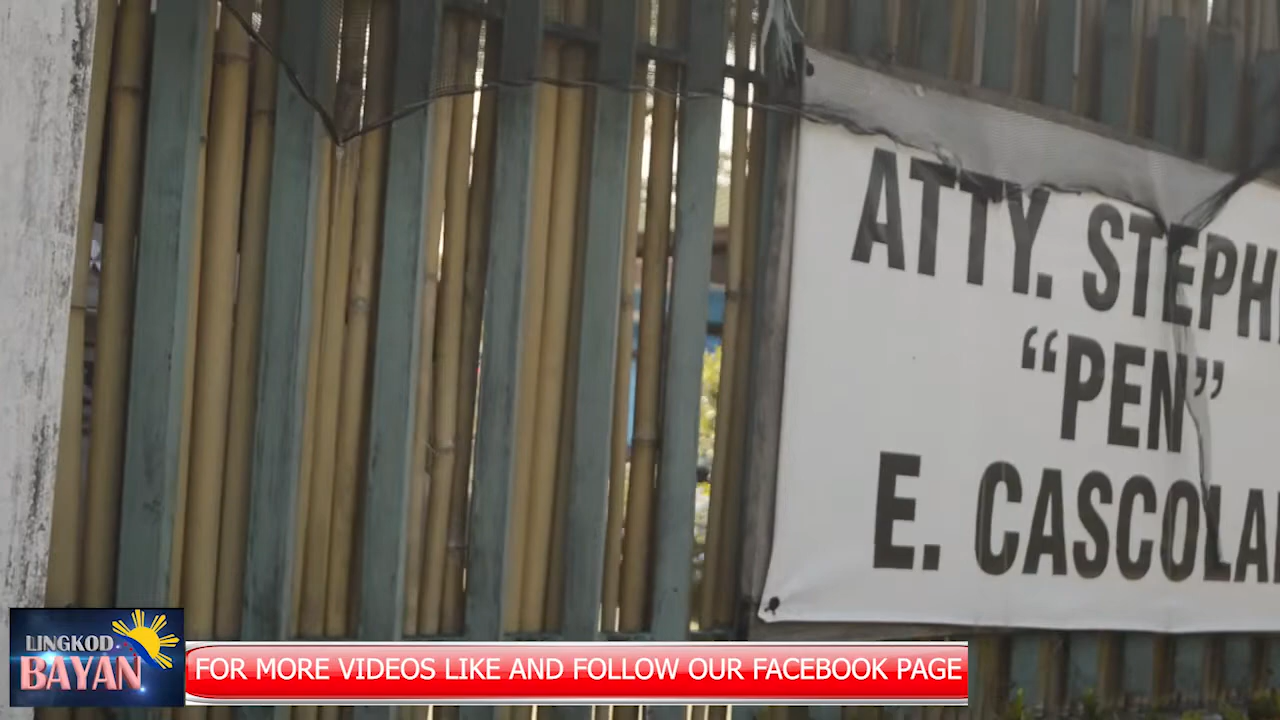 ATTY. STEPH
"PEN"
E. CASCOLA
LINGKOD
BAYAN
FOR MORE VIDEOS LIKE AND FOLLOW OUR FACEBOOK PAGE